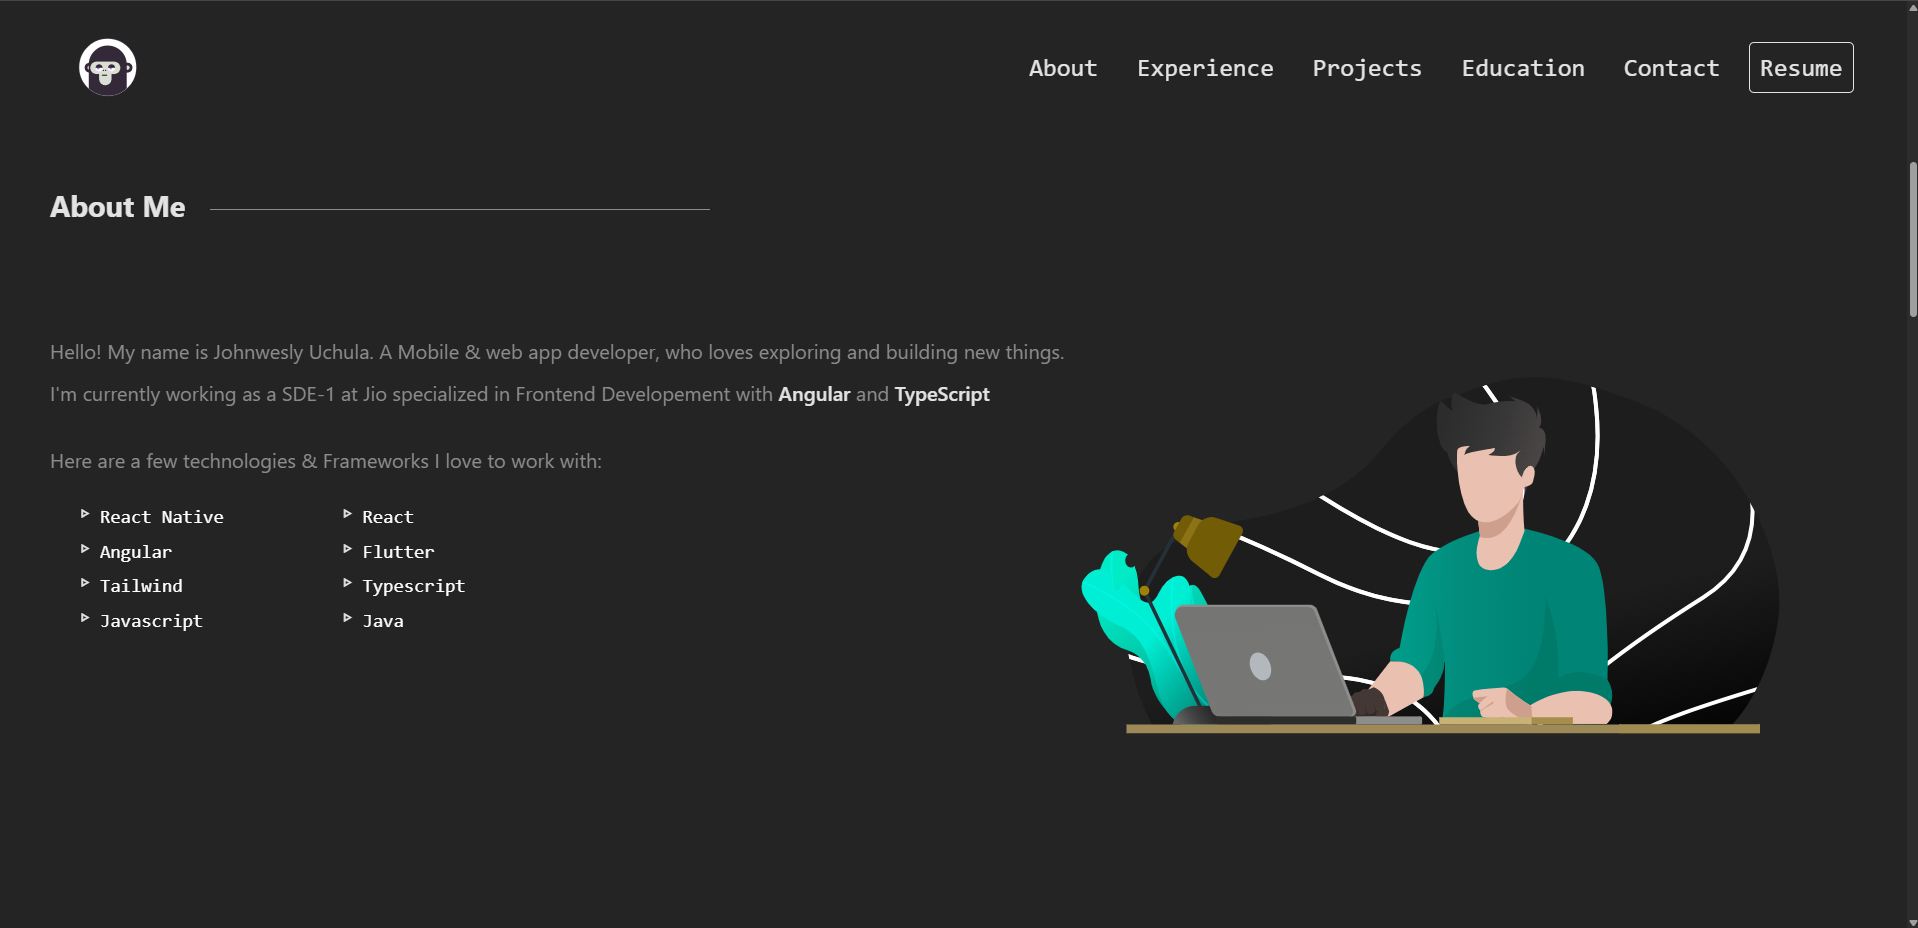 About Experience Projects Education Contact Resume
About Me
Hello! My name is Johnwesly Uchula. A Mobile & web app developer, who loves exploring and building new things.
I'm currently working as a SDE-1 at Jio specialized in Frontend Developement with Angular and TypeScript
Here are a few technologies & Frameworks I love to work with:
React Native React
Angular Flutter
Tailwind Typescript
Javascript Java